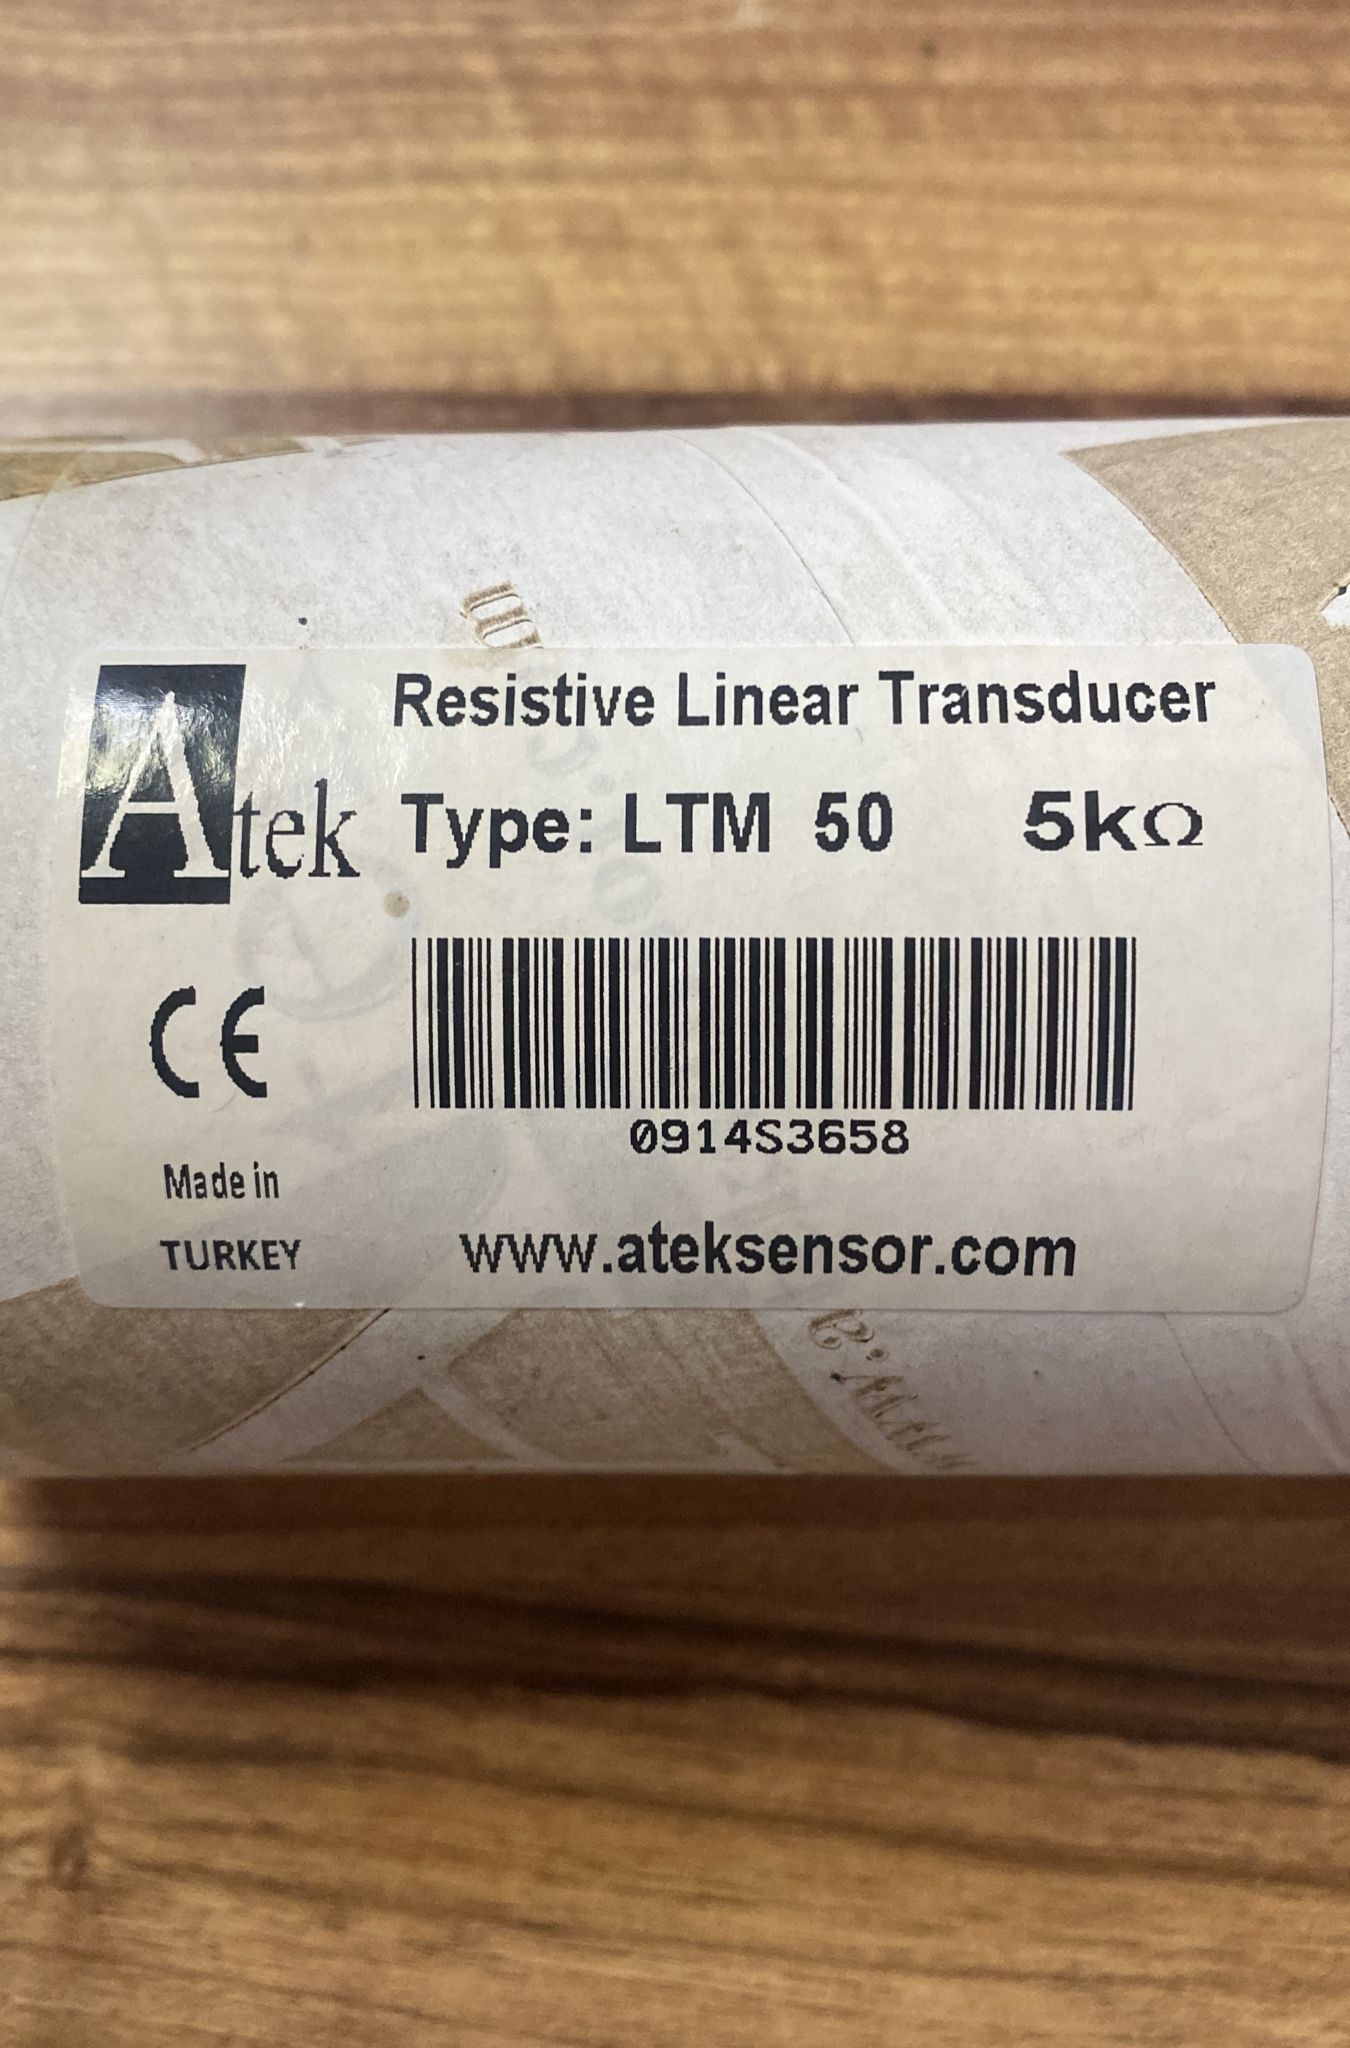 Atek
Resistive Linear Transducer
Type: LTM 50 5kΩ
CE
0914S3658
Made in
TURKEY
www.ateksensor.com